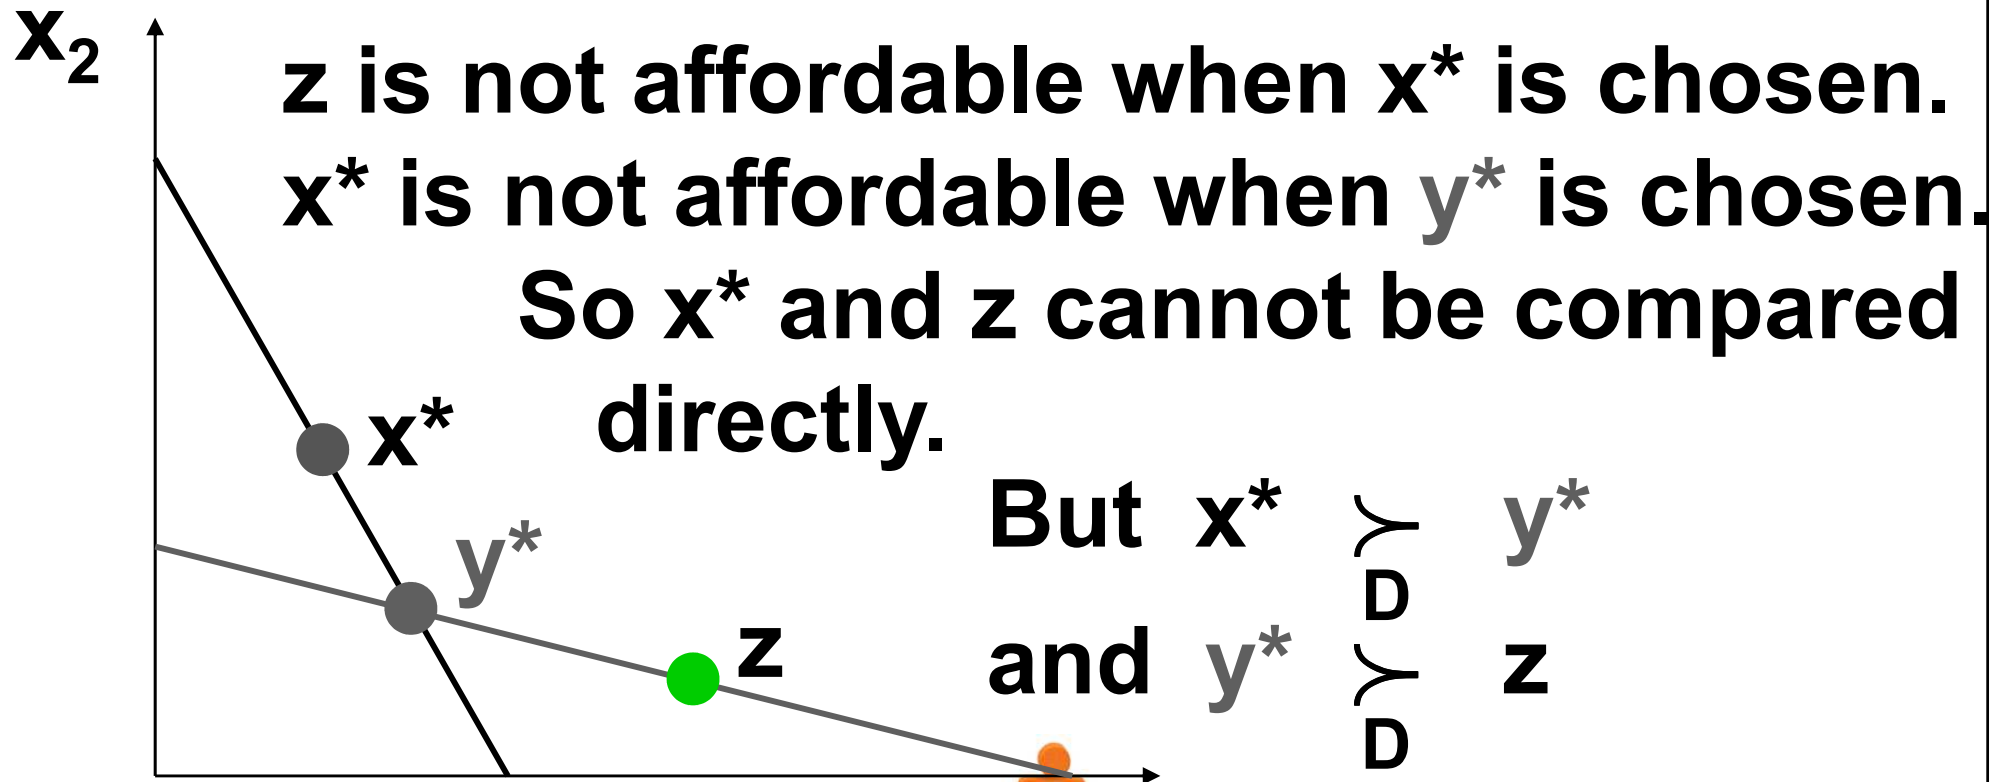 x₂
z is not affordable when x* is chosen.
x* is not affordable when y* is chosen.
So x* and z cannot be compared
directly.
x*
y*
z
But x* ≻ y*
D
and y* ≻ z
D